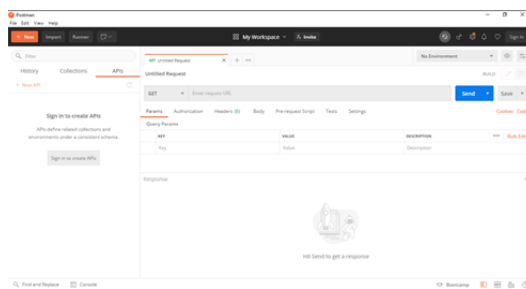 Postman
File Edit View Help
+ New Import Runner My Workspace Invite Sign In
Filter
History Collections APIs
+ New API
Sign in to create APIs
APIs define related collections and
environments under a consistent schema.
Sign in to create APIs
GET Untitled Request No Environment
Untitled Request BUILD
GET Enter request URL Send Save
Params Authorization Headers (6) Body Pre-request Script Tests Settings Cookies Code
Query Params
KEY VALUE DESCRIPTION Bulk Edit
Key Value Description
Response
Hit Send to get a response
Find and Replace Console Bootcamp